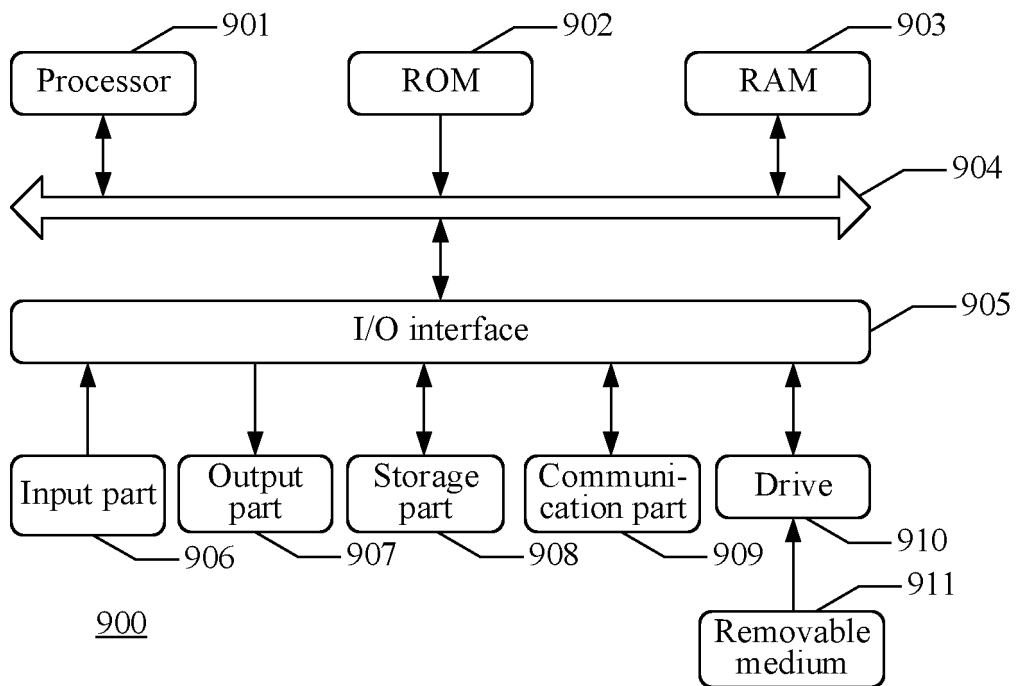 901
902
903
Processor
ROM
RAM
904
905
I/O interface
Input part
Output
part
Storage
part
Communi-
cation part
Drive
906
907
908
909
910
911
900
Removable
medium